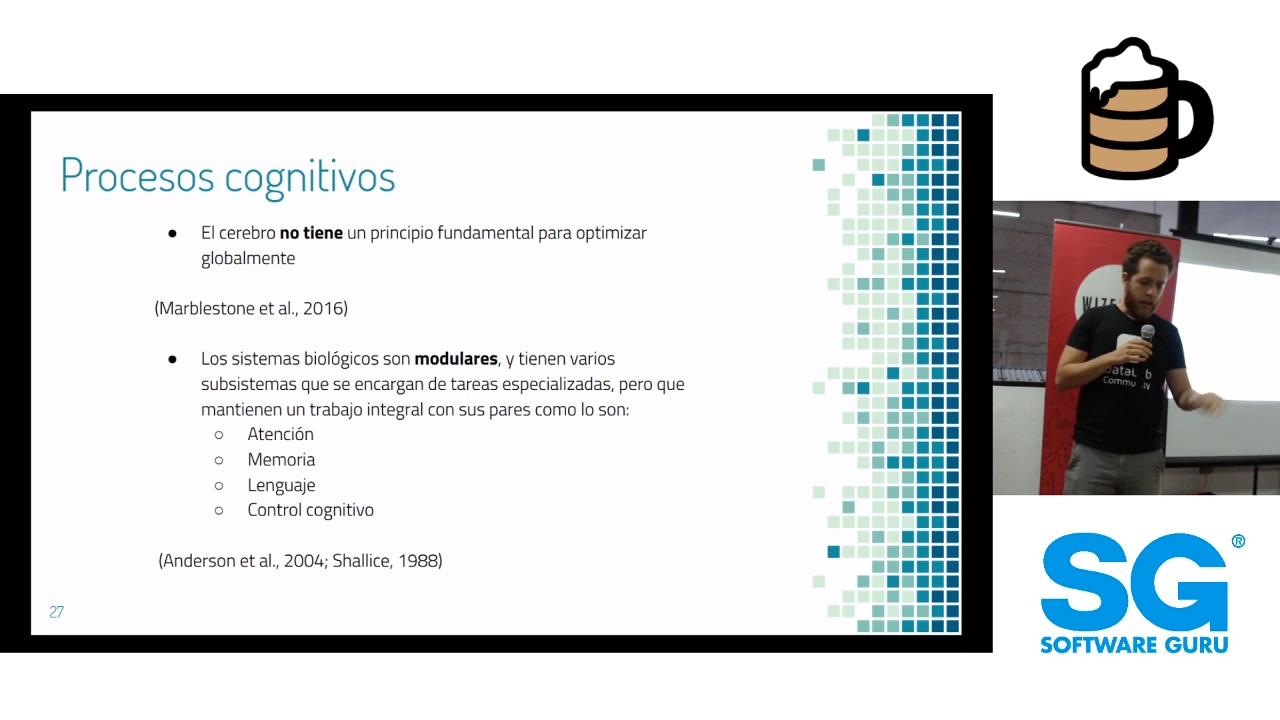 Procesos cognitivos
● El cerebro no tiene un principio fundamental para optimizar
globalmente
(Marblestone et al., 2016)
● Los sistemas biológicos son modulares, y tienen varios
subsistemas que se encargan de tareas especializadas, pero que
mantienen un trabajo integral con sus pares como lo son:
○ Atención
○ Memoria
○ Lenguaje
○ Control cognitivo
(Anderson et al., 2004; Shallice, 1988)
27
SG®
SOFTWARE GURU